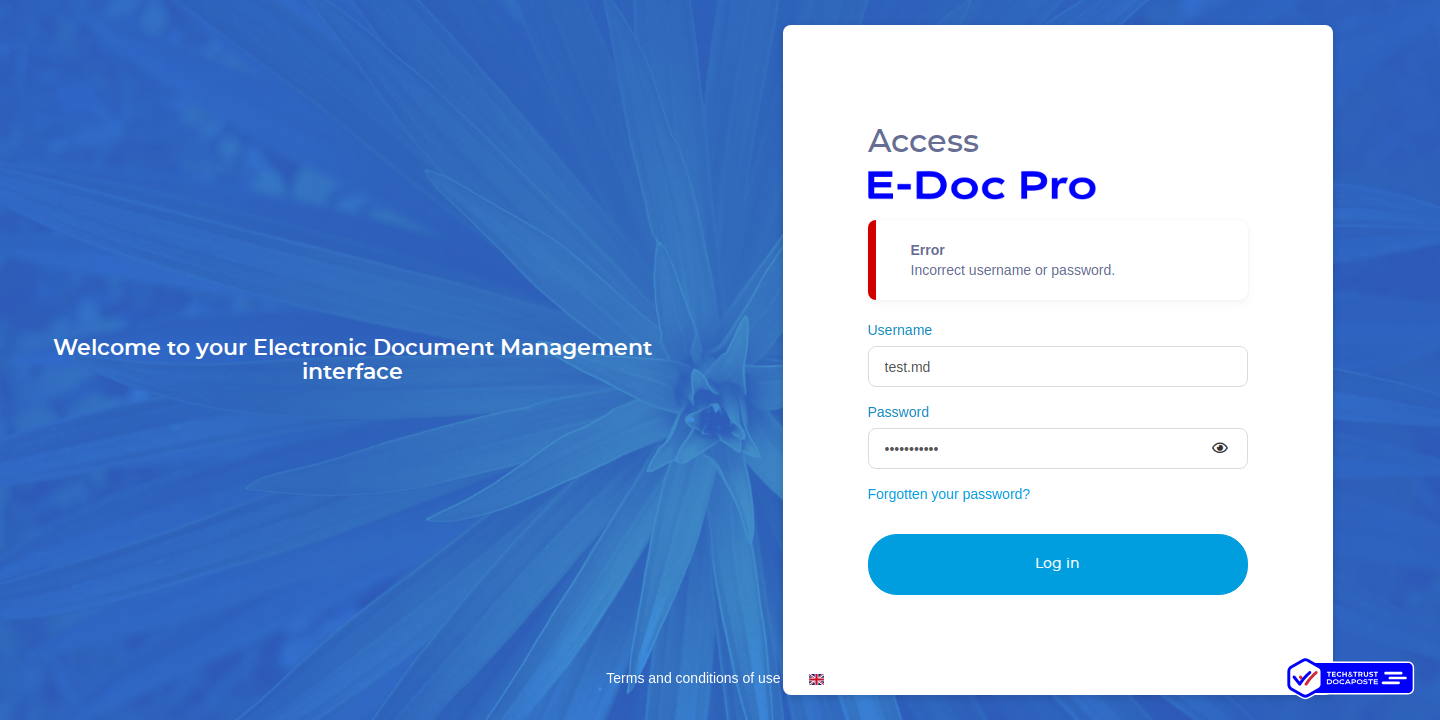 Welcome to your Electronic Document Management
interface
Access
E-Doc Pro
Error
Incorrect username or password.
Username
test.md
Password
•••••••••••
Forgotten your password?
Log in
Terms and conditions of use
TECH&TRUST
DOCAPOSTE